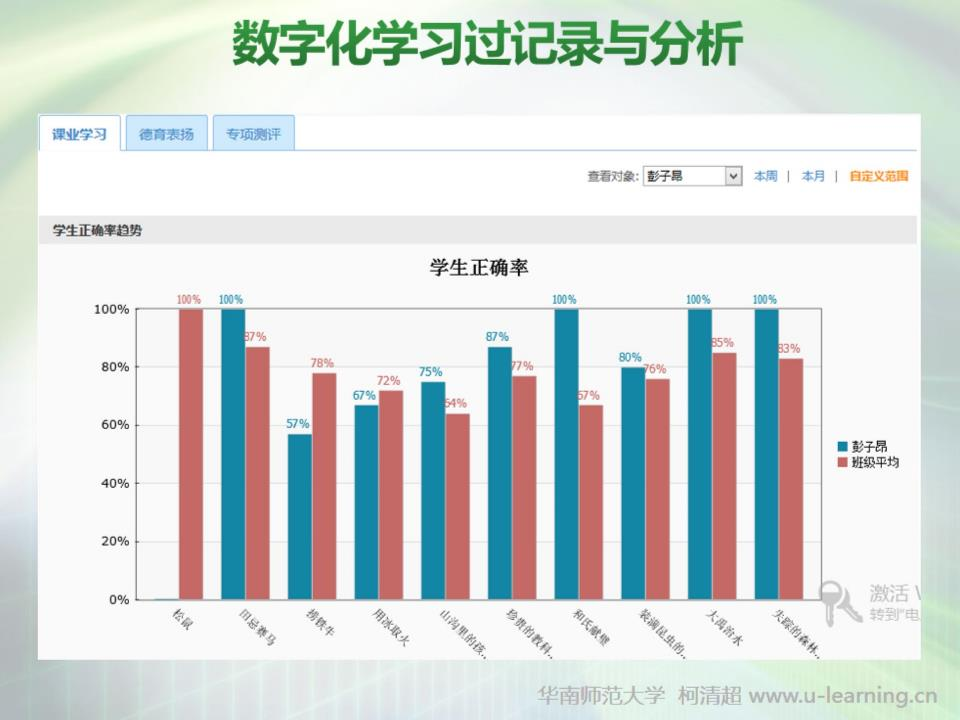 数字化学习过记录与分析
课业学习 德育表扬 专项测评
查看对象: 彭子昂 本周 | 本月 | 自定义范围
学生正确率趋势
学生正确率
100% 100% 87% 57% 78% 67% 72% 75% 64% 87% 77% 100% 67% 80% 76% 100% 85% 100% 83%
100%
80%
60%
40%
20%
0%
彭子昂
班级平均
松鼠 田忌赛马 捞铁牛 用冰取火 山沟里的孩... 珍贵的教科... 和氏献璧 装满昆虫的... 大禹治水 失踪的森林...
激活 W
转到"电
华南师范大学 柯清超 www.u-learning.cn